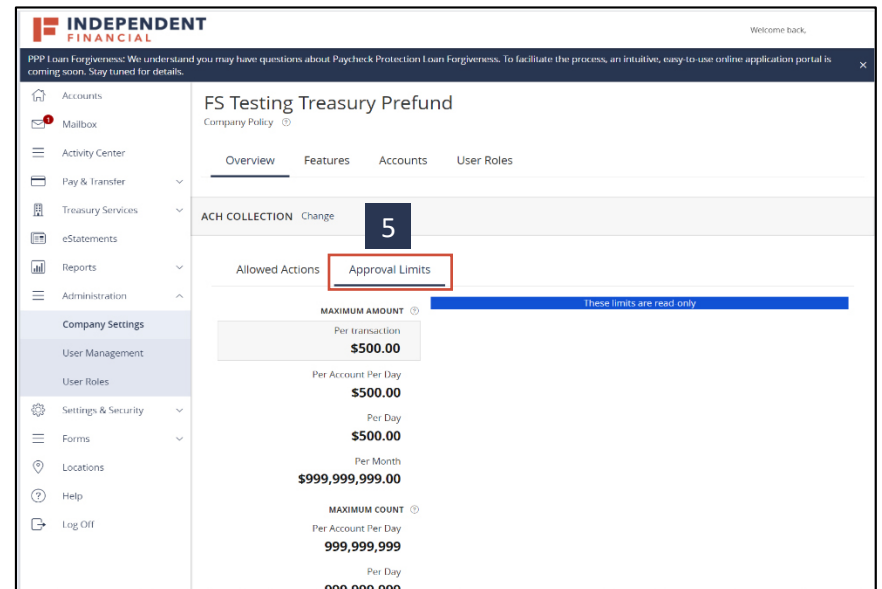 INDEPENDENT
FINANCIAL
Welcome back,
PPP Loan Forgiveness: We understand you may have questions about Paycheck Protection Loan Forgiveness. To facilitate the process, an intuitive, easy-to-use online application portal is
coming soon. Stay tuned for details.
Accounts
1
Mailbox
Activity Center
Pay & Transfer
Treasury Services
eStatements
Reports
Administration
Company Settings
User Management
User Roles
Settings & Security
Forms
Locations
Help
Log Off
FS Testing Treasury Prefund
Company Policy
Overview Features Accounts User Roles
ACH COLLECTION Change
5
Allowed Actions Approval Limits
These limits are read-only
MAXIMUM AMOUNT
Per transaction
$500.00
Per Account Per Day
$500.00
Per Day
$500.00
Per Month
$999,999,999.00
MAXIMUM COUNT
Per Account Per Day
999,999,999
Per Day
999,999,999